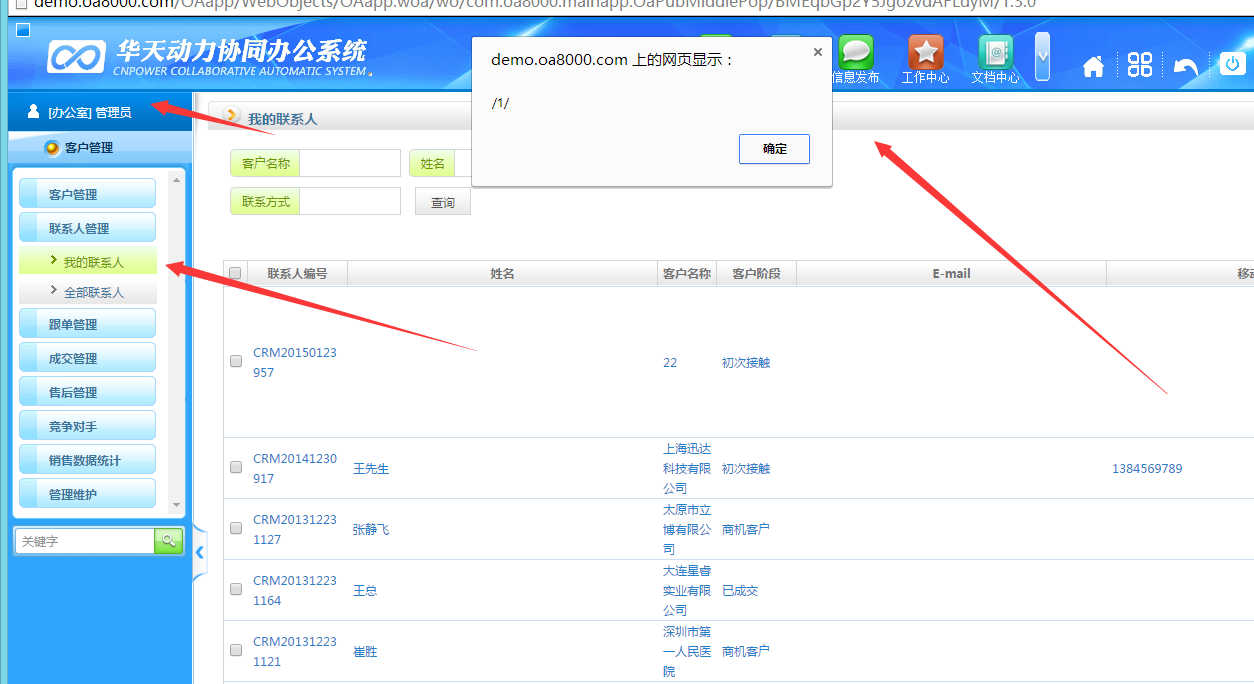 demo.oa8000.com/OAapp/WebObjects/OAapp.woa/wo/com.oa8000.mainapp.OaPubMiddlePop/BMEqbGp2Y5Jgo2vdAFLdyM/1.3.0
华天动力协同办公系统
CNPOWER COLLABORATIVE AUTOMATIC SYSTEM
信息发布
工作中心
文档中心
demo.oa8000.com 上的网页显示：
/1/
确定
[办公室] 管理员
客户管理
客户管理
联系人管理
我的联系人
全部联系人
跟单管理
成交管理
售后管理
竞争对手
销售数据统计
管理维护
关键字
我的联系人
客户名称
姓名
联系方式
查询
联系人编号 姓名 客户名称 客户阶段 E-mail 移动
CRM20150123
957
22
初次接触
CRM20141230
917
王先生
上海迅达
科技有限
公司
初次接触
1384569789
CRM20131223
1127
张静飞
太原市立
博有限公
司
商机客户
CRM20131223
1164
王总
大连星睿
实业有限
公司
已成交
CRM20131223
1121
崔胜
深圳市第
一人民医
院
商机客户